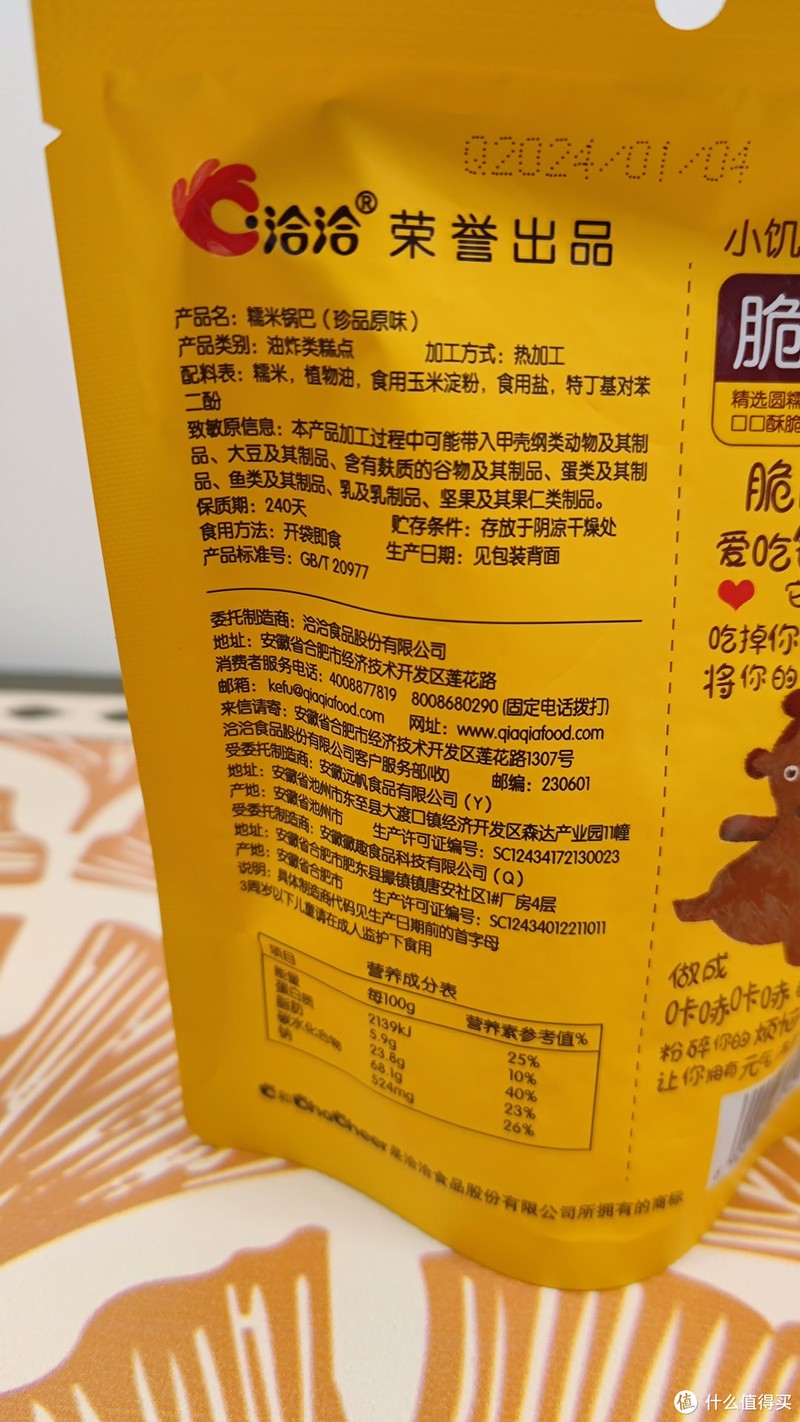 Q2024/01/04
洽洽® 荣誉出品
产品名：糯米锅巴（珍品原味）
产品类别：油炸类糕点 加工方式：热加工
配料表：糯米，植物油，食用玉米淀粉，食用盐，特丁基对苯
二酚
致敏原信息：本产品加工过程中可能带入甲壳纲类动物及其制
品、大豆及其制品、含有麸质的谷物及其制品、蛋类及其制
品、鱼类及其制品、乳及乳制品、坚果及其果仁类制品。
保质期：240天
食用方法：开袋即食 贮存条件：存放于阴凉干燥处
产品标准号：GB/T 20977 生产日期：见包装背面
委托制造商：洽洽食品股份有限公司
地址：安徽省合肥市经济技术开发区莲花路
消费者服务电话：4008877819 8008680290 (固定电话拨打)
邮箱：kefu@qiaqiafood.com 网址：www.qiaqiafood.com
来信请寄：安徽省合肥市经济技术开发区莲花路1307号
洽洽食品股份有限公司客户服务部(收) 邮编：230601
受委托制造商：安徽远帆食品有限公司（Y）
地址：安徽省池州市东至县大渡口镇经济开发区森达产业园11幢
产地：安徽省池州市 生产许可证编号：SC12434172130023
受委托制造商：安徽徽趣食品科技有限公司（Q）
地址：安徽省合肥市肥东县撮镇镇唐安社区1#厂房4层
产地：安徽省合肥市 生产许可证编号：SC12434012211011
说明：具体制造商代码见生产日期前的首字母
3周岁以下儿童请在成人监护下食用
营养成分表
项目 每100g 营养素参考值%
能量 2139kJ 25%
蛋白质 5.9g 10%
脂肪 23.8g 40%
碳水化合物 68.1g 23%
钠 524mg 26%
和ChaCheer是洽洽食品股份有限公司所拥有的商标
小饥
脆
精选圆糯
口口酥脆
脆
爱吃
它
吃掉你
将你的
做成
咔哧咔哧
粉碎你的烦
让你拥有元气
值 什么值得买